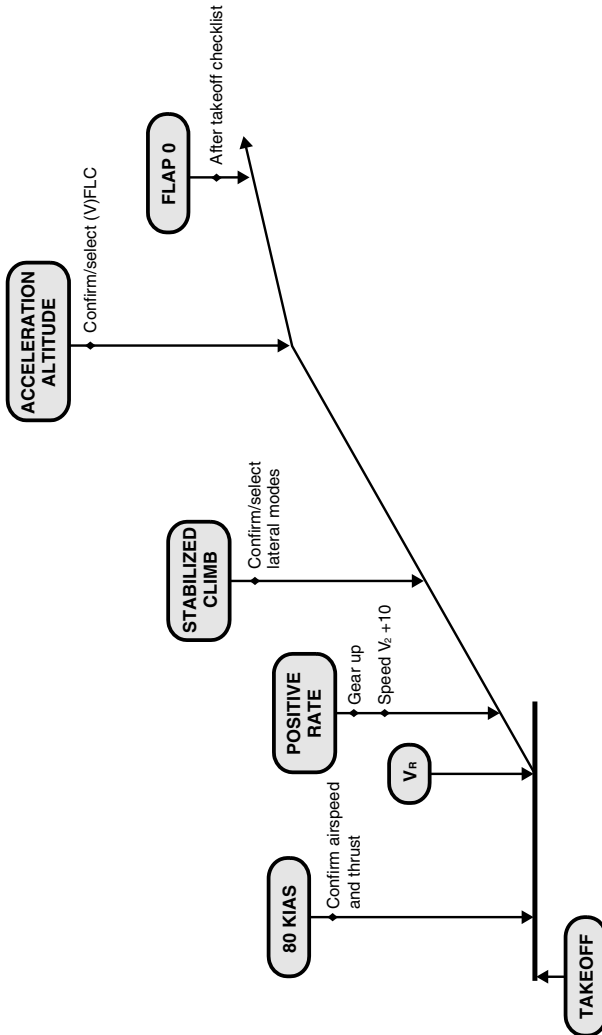 TAKEOFF
80 KIAS
Confirm airspeed
and thrust
VR
POSITIVE
RATE
Gear up
Speed V2 +10
STABILIZED
CLIMB
Confirm/select
lateral modes
ACCELERATION
ALTITUDE
Confirm/select (V)FLC
FLAP 0
After takeoff checklist